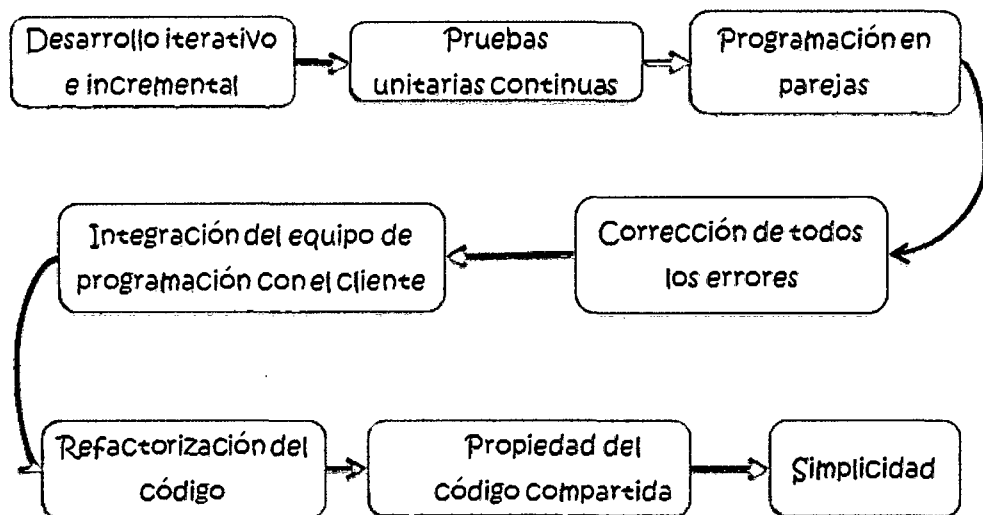 Desarrollo iterativo
e incremental
Pruebas
unitarias continuas
Programación en
parejas
Corrección de todos
los errores
Integración del equipo de
programación con el cliente
Refactorización del
código
Propiedad del
código compartida
Simplicidad